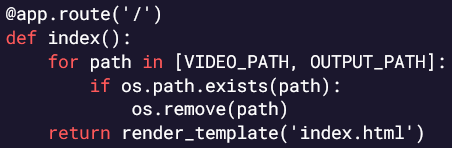 @app.route('/')
def index():
    for path in [VIDEO_PATH, OUTPUT_PATH]:
        if os.path.exists(path):
            os.remove(path)
    return render_template('index.html')